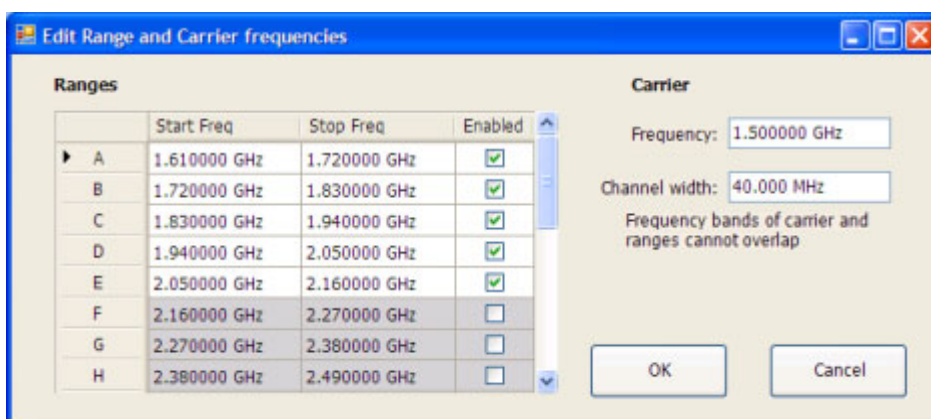 Edit Range and Carrier frequencies
Ranges
Start Freq Stop Freq Enabled
A 1.610000 GHz 1.720000 GHz
B 1.720000 GHz 1.830000 GHz
C 1.830000 GHz 1.940000 GHz
D 1.940000 GHz 2.050000 GHz
E 2.050000 GHz 2.160000 GHz
F 2.160000 GHz 2.270000 GHz
G 2.270000 GHz 2.380000 GHz
H 2.380000 GHz 2.490000 GHz
Carrier
Frequency: 1.500000 GHz
Channel width: 40.000 MHz
Frequency bands of carrier and
ranges cannot overlap
OK Cancel